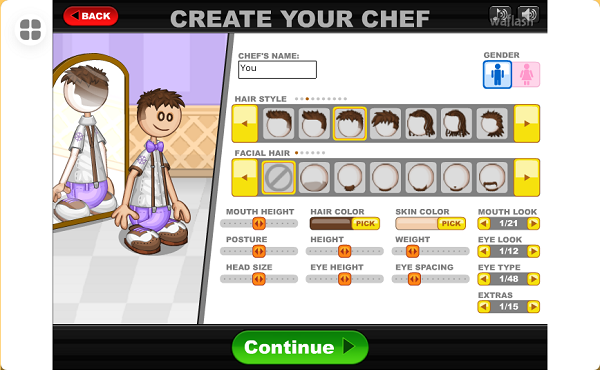 BACK
CREATE YOUR CHEF
waflash
CHEF'S NAME:
You
GENDER
HAIR STYLE
FACIAL HAIR
MOUTH HEIGHT
HAIR COLOR
PICK
SKIN COLOR
PICK
MOUTH LOOK
1/21
POSTURE
HEIGHT
WEIGHT
EYE LOOK
1/12
HEAD SIZE
EYE HEIGHT
EYE SPACING
EYE TYPE
1/48
EXTRAS
1/15
Continue